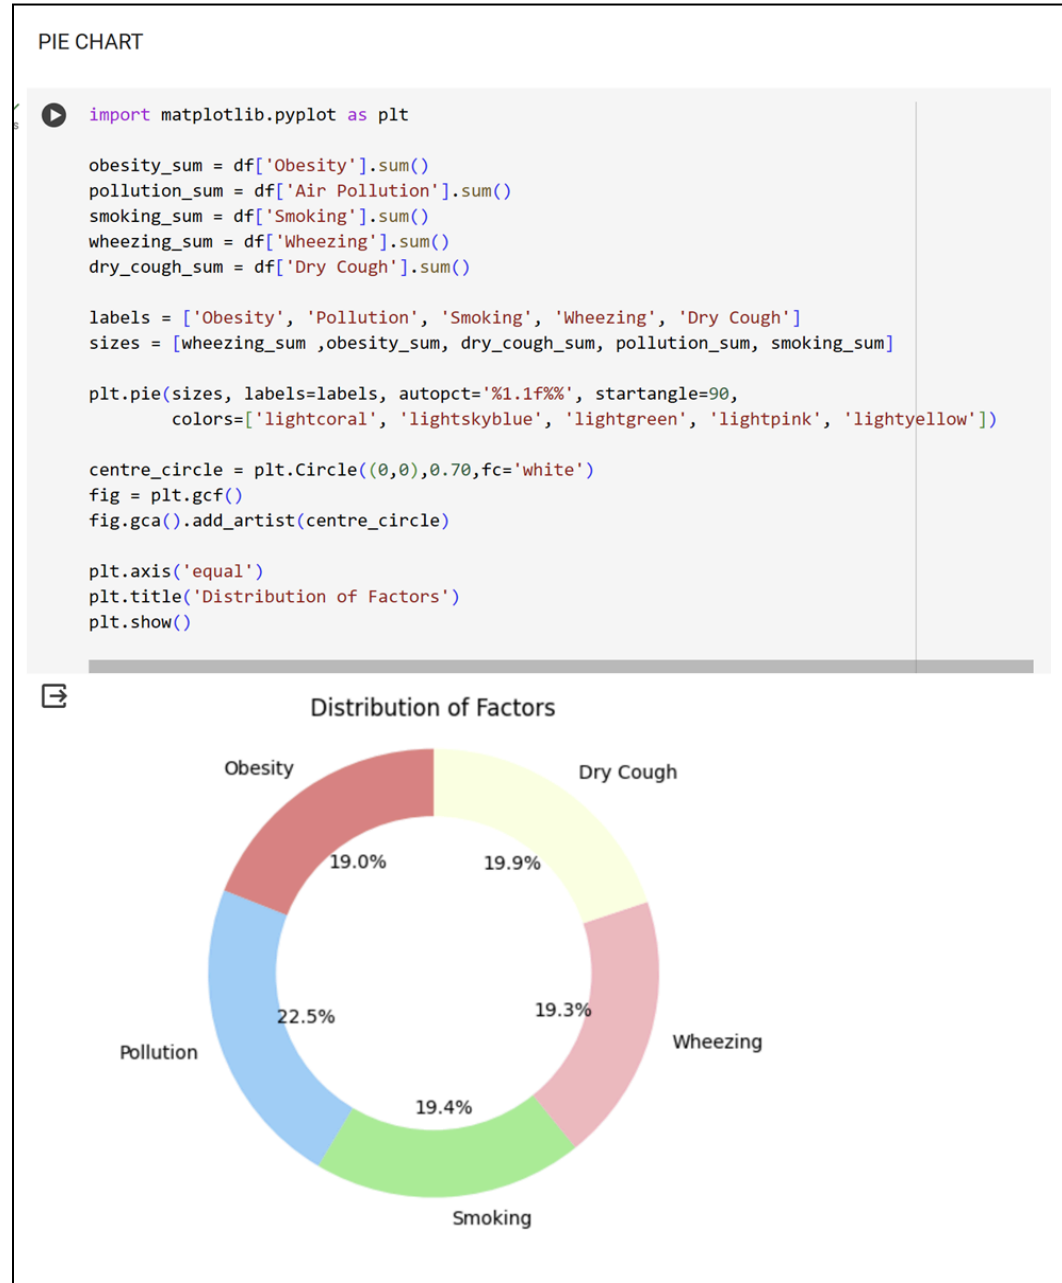 PIE CHART
s
import matplotlib.pyplot as plt
obesity_sum = df['Obesity'].sum()
pollution_sum = df['Air Pollution'].sum()
smoking_sum = df['Smoking'].sum()
wheezing_sum = df['Wheezing'].sum()
dry_cough_sum = df['Dry Cough'].sum()
labels = ['Obesity', 'Pollution', 'Smoking', 'Wheezing', 'Dry Cough']
sizes = [wheezing_sum ,obesity_sum, dry_cough_sum, pollution_sum, smoking_sum]
plt.pie(sizes, labels=labels, autopct='%1.1f%%', startangle=90,
        colors=['lightcoral', 'lightskyblue', 'lightgreen', 'lightpink', 'lightyellow'])
centre_circle = plt.Circle((0,0),0.70,fc='white')
fig = plt.gcf()
fig.gca().add_artist(centre_circle)
plt.axis('equal')
plt.title('Distribution of Factors')
plt.show()
Distribution of Factors
Obesity
Dry Cough
19.0%
19.9%
22.5%
19.3%
Pollution
Wheezing
19.4%
Smoking